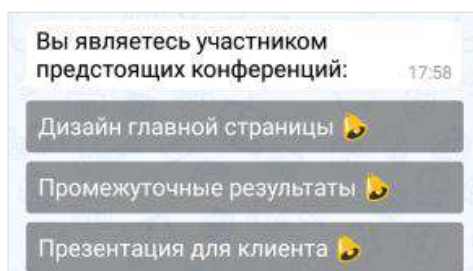 Вы являетесь участником
предстоящих конференций:
17:58
Дизайн главной страницы
Промежуточные результаты
Презентация для клиента